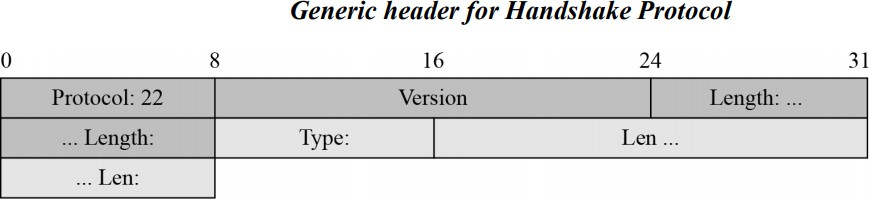 Generic header for Handshake Protocol
0 8 16 24 31
Protocol: 22 Version Length: ...
... Length: Type: Len ...
... Len: